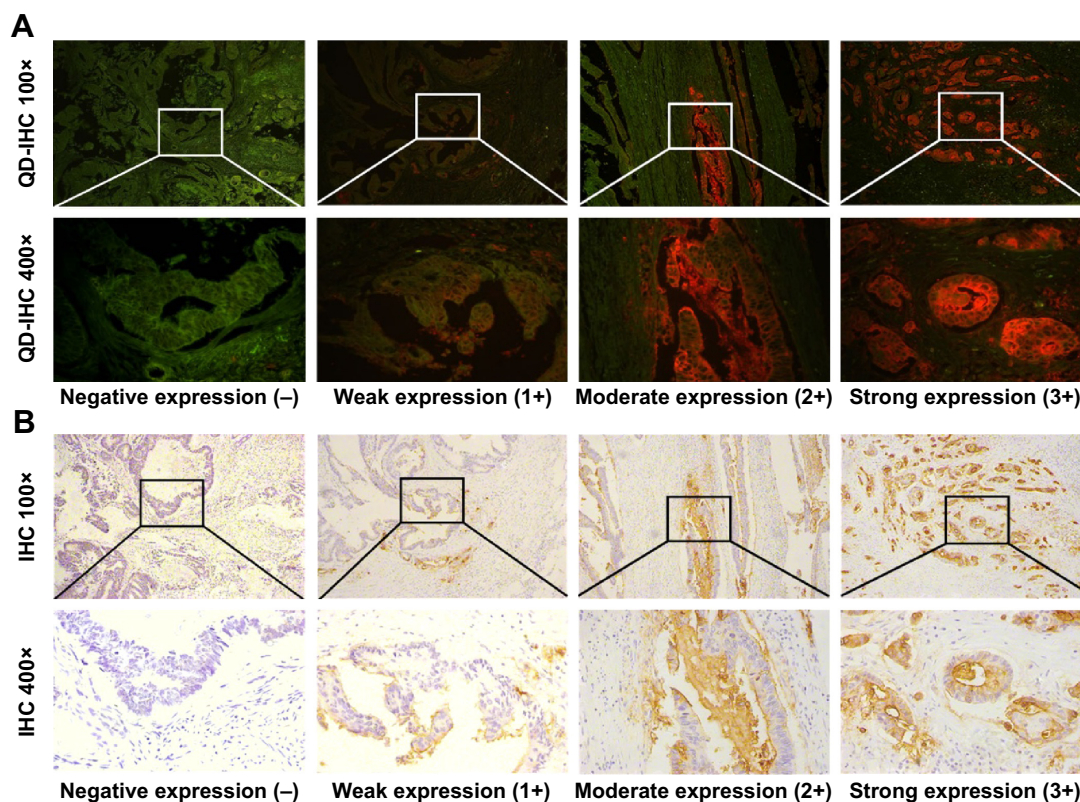 A
QD-IHC 100×
QD-IHC 400×
Negative expression (–) Weak expression (1+) Moderate expression (2+) Strong expression (3+)
B
IHC 100×
IHC 400×
Negative expression (–) Weak expression (1+) Moderate expression (2+) Strong expression (3+)